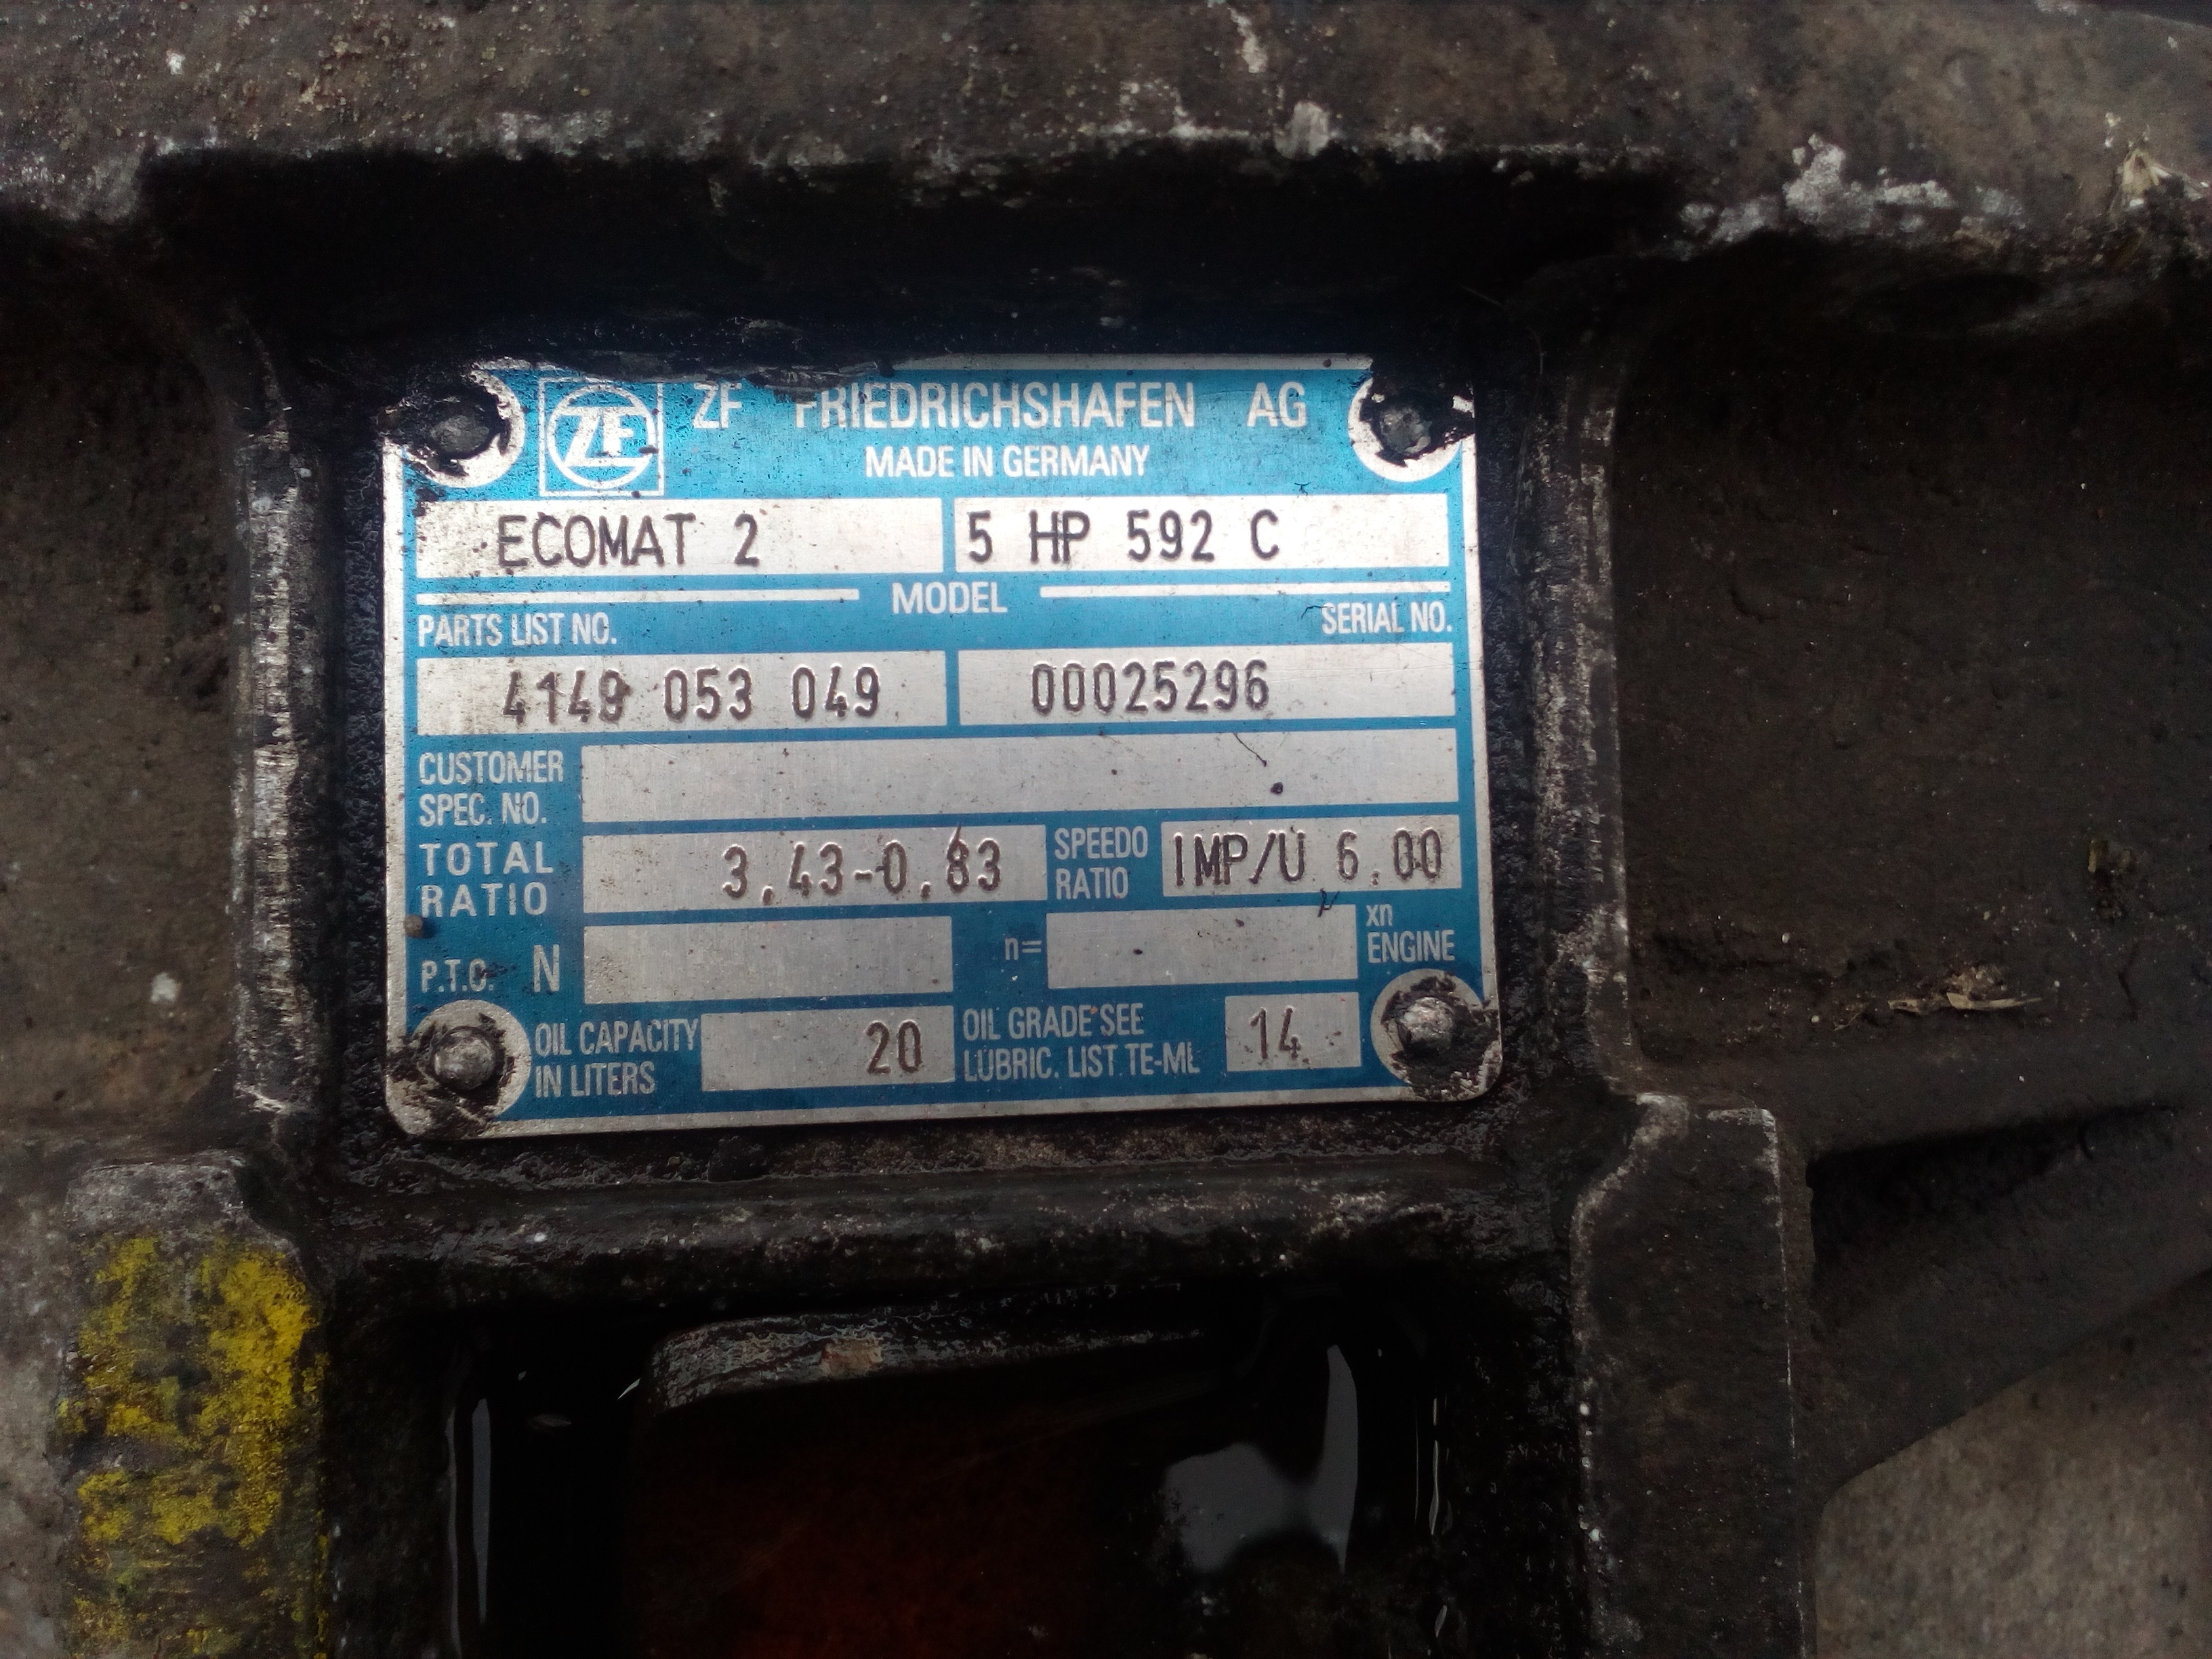 ZF ZF FRIEDRICHSHAFEN AG
MADE IN GERMANY
ECOMAT 2 5 HP 592 C
MODEL
PARTS LIST NO. SERIAL NO.
4149 053 049 00025296
CUSTOMER
SPEC. NO.
TOTAL
RATIO
3,43-0,83
SPEEDO
RATIO
IMP/U 6.00
P.T.O. N n= xn
ENGINE
OIL CAPACITY
IN LITERS
20
OIL GRADE SEE
LUBRIC. LIST TE-ML
14